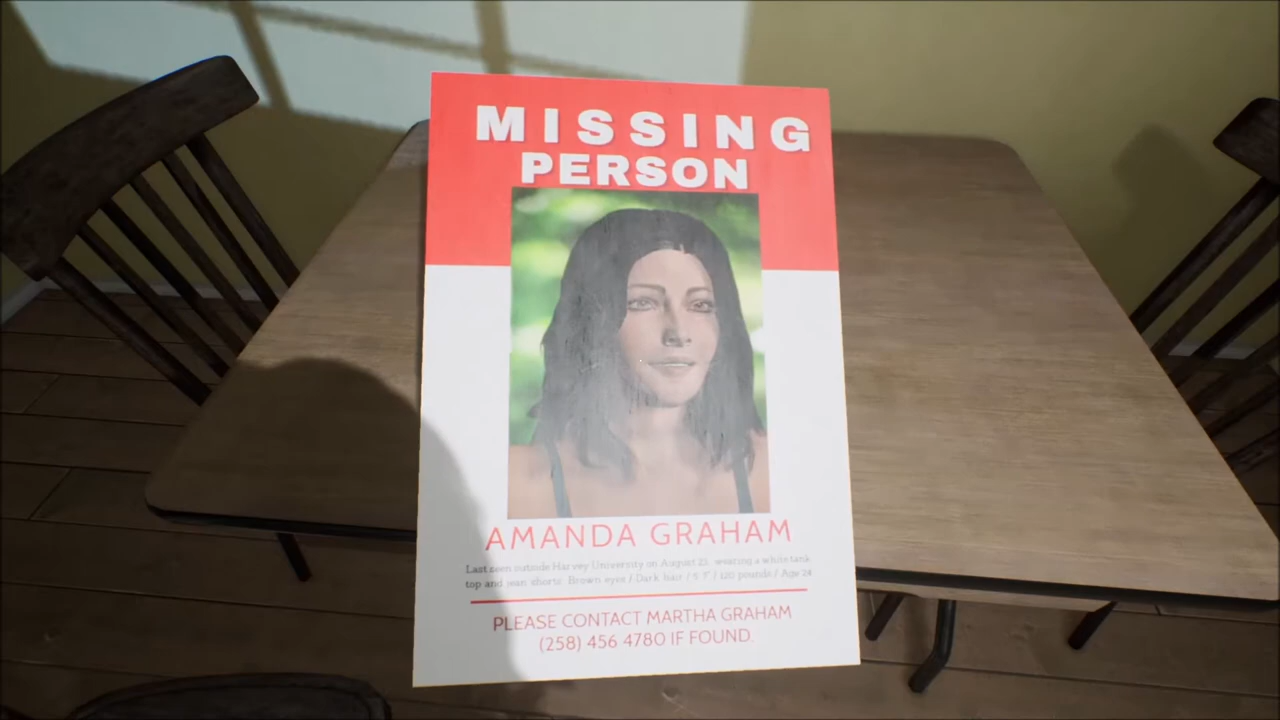 MISSING
PERSON
AMANDA GRAHAM
Last seen outside Harvey University on August 23, wearing a white tank
top and jean shorts. Brown eyes / Dark hair / 5' 7" / 120 pounds / Age 24
PLEASE CONTACT MARTHA GRAHAM
(258) 456 4780 IF FOUND.